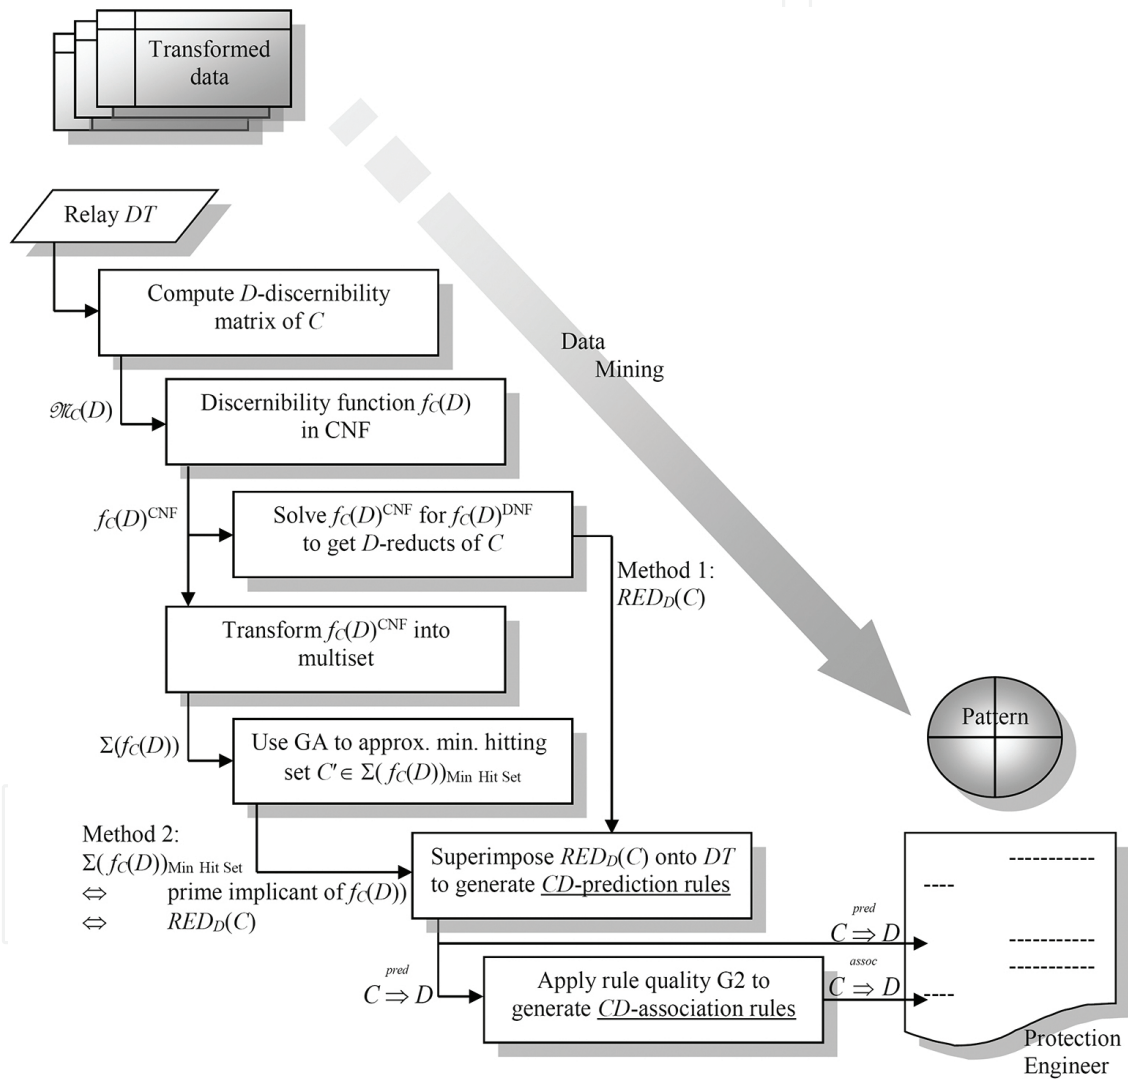 Transformed
data
Relay DT
Compute D-discernibility
matrix of C
Data
Mining
ℳC(D)
Discernibility function fC(D)
in CNF
fC(D)CNF
Solve fC(D)CNF for fC(D)DNF
to get D-reducts of C
Method 1:
REDD(C)
Transform fC(D)CNF into
multiset
Pattern
Σ(fC(D))
Use GA to approx. min. hitting
set C'∈ Σ( fC(D))Min Hit Set
Method 2:
Σ( fC(D))Min Hit Set
⇔ prime implicant of fC(D))
⇔ REDD(C)
Superimpose REDD(C) onto DT
to generate CD-prediction rules
pred
C ⇒ D
pred
C ⇒ D
Apply rule quality G2 to
generate CD-association rules
assoc
C ⇒ D
Protection
Engineer